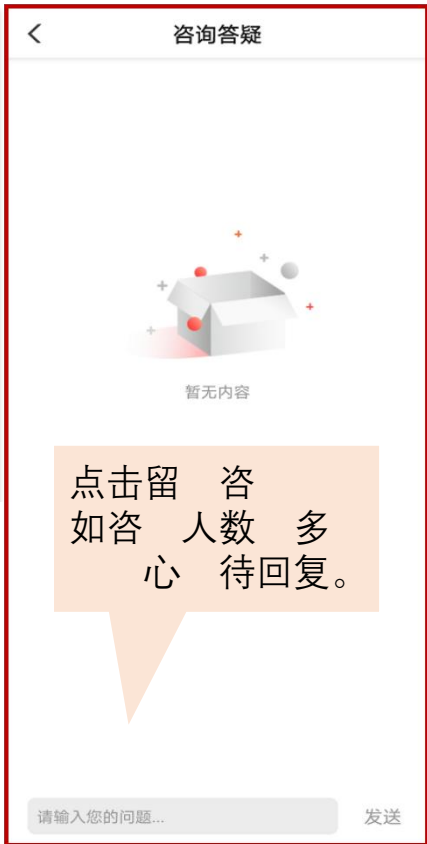 咨询答疑
暂无内容
点击留 咨
如咨 人数 多
心 待回复。
请输入您的问题...
发送